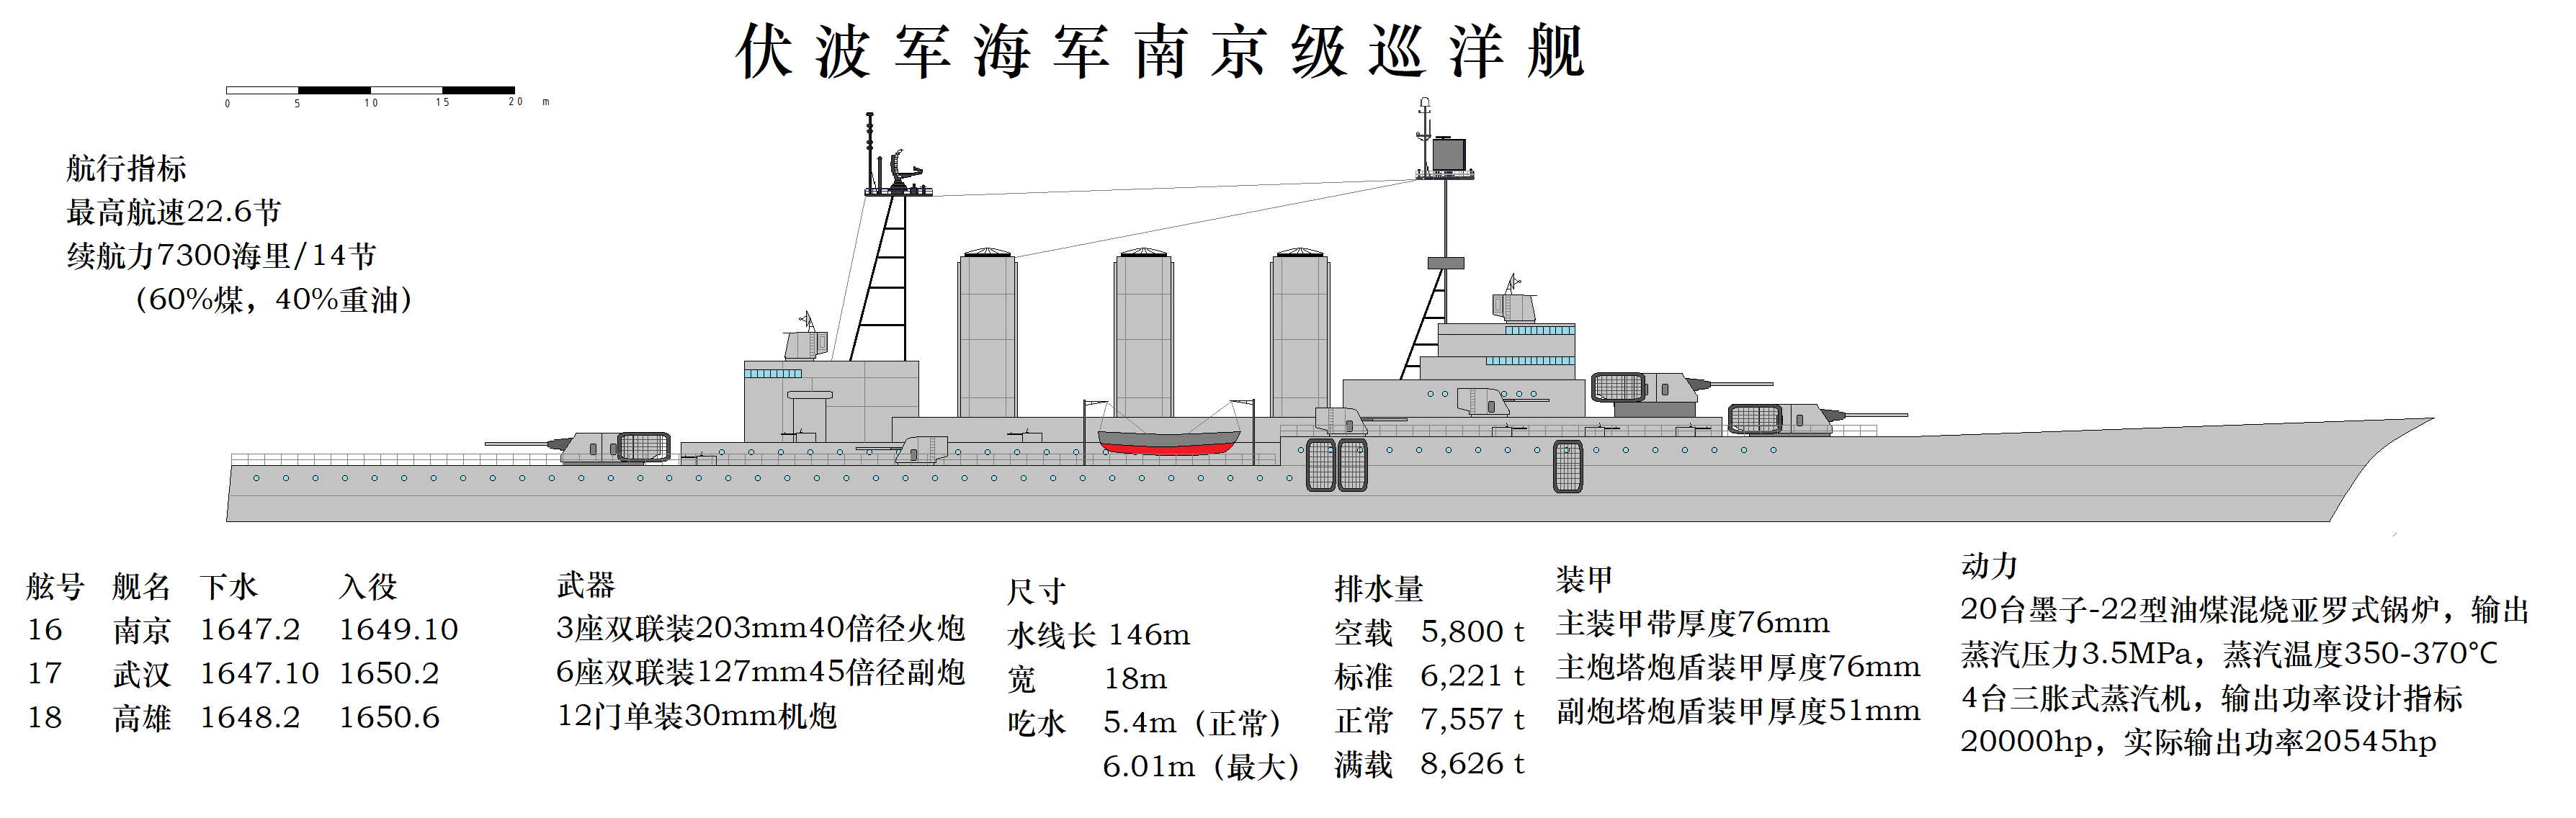 伏波军海军南京级巡洋舰
0 5 10 15 20 m
航行指标
最高航速22.6节
续航力7300海里/14节
（60%煤，40%重油）
舷号 舰名 下水 入役
16 南京 1647.2 1649.10
17 武汉 1647.10 1650.2
18 高雄 1648.2 1650.6
武器
3座双联装203mm40倍径火炮
6座双联装127mm45倍径副炮
12门单装30mm机炮
尺寸
水线长 146m
宽 18m
吃水 5.4m（正常）
6.01m（最大）
排水量
空载 5,800 t
标准 6,221 t
正常 7,557 t
满载 8,626 t
装甲
主装甲带厚度76mm
主炮塔炮盾装甲厚度76mm
副炮塔炮盾装甲厚度51mm
动力
20台墨子-22型油煤混烧亚罗式锅炉，输出
蒸汽压力3.5MPa，蒸汽温度350-370℃
4台三胀式蒸汽机，输出功率设计指标
20000hp，实际输出功率20545hp